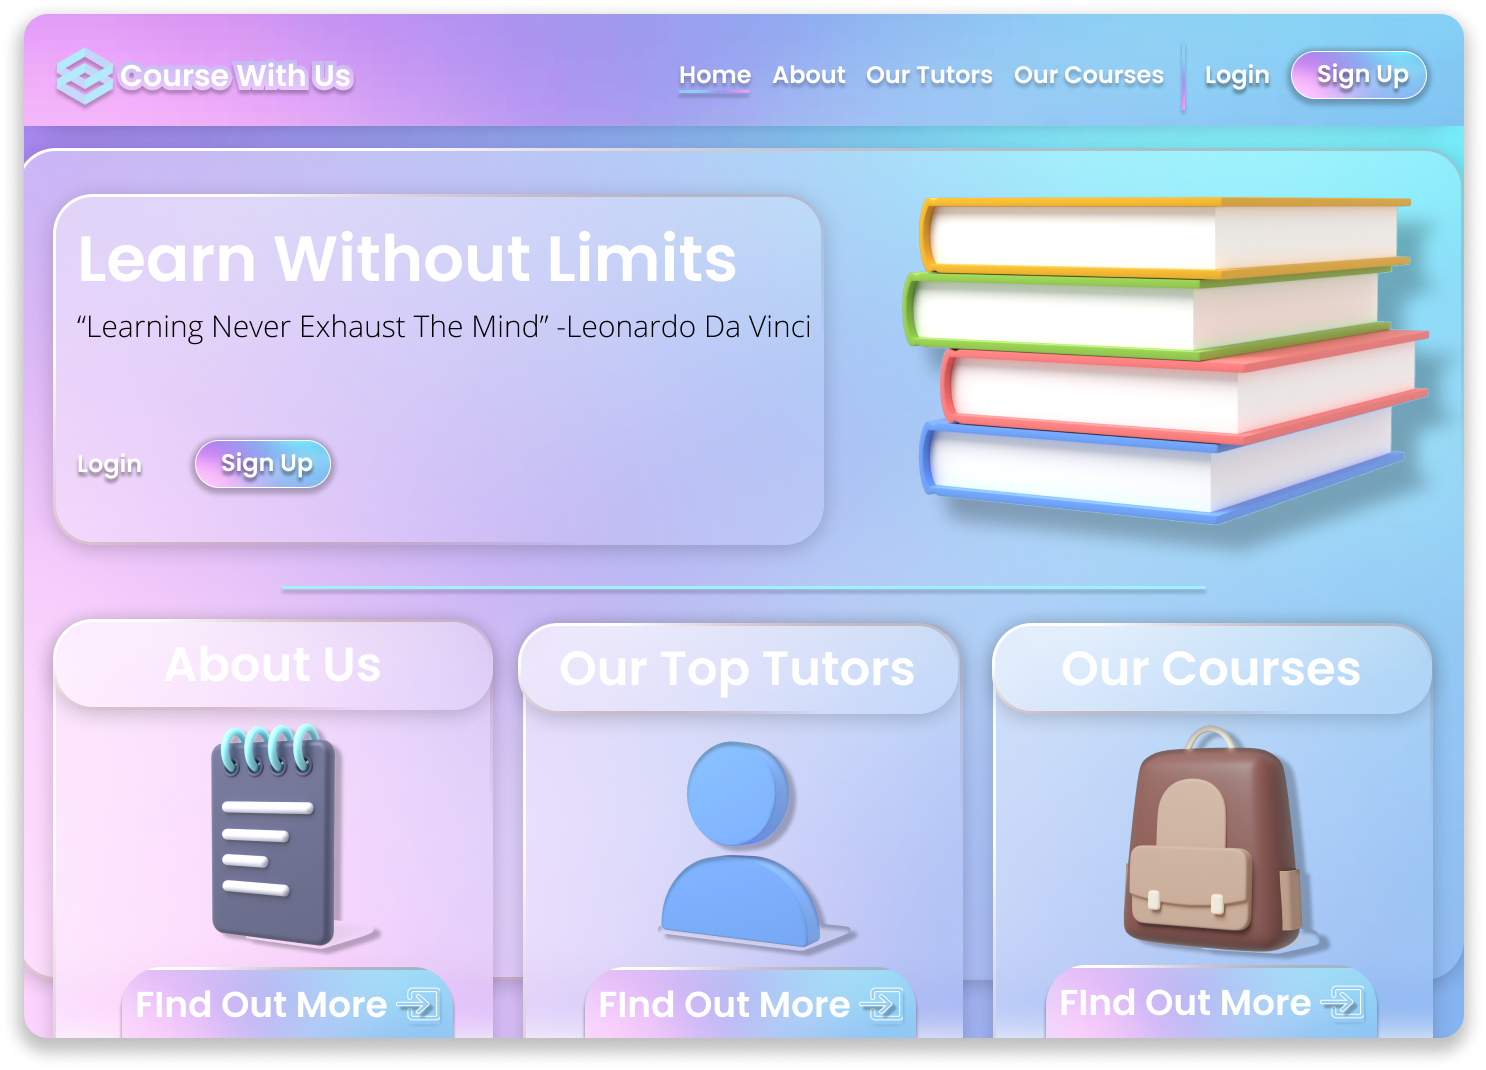 Course With Us
Home About Our Tutors Our Courses Login Sign Up
Learn Without Limits
“Learning Never Exhaust The Mind” -Leonardo Da Vinci
Login Sign Up
About Us
Our Top Tutors
Our Courses
FInd Out More
FInd Out More
FInd Out More